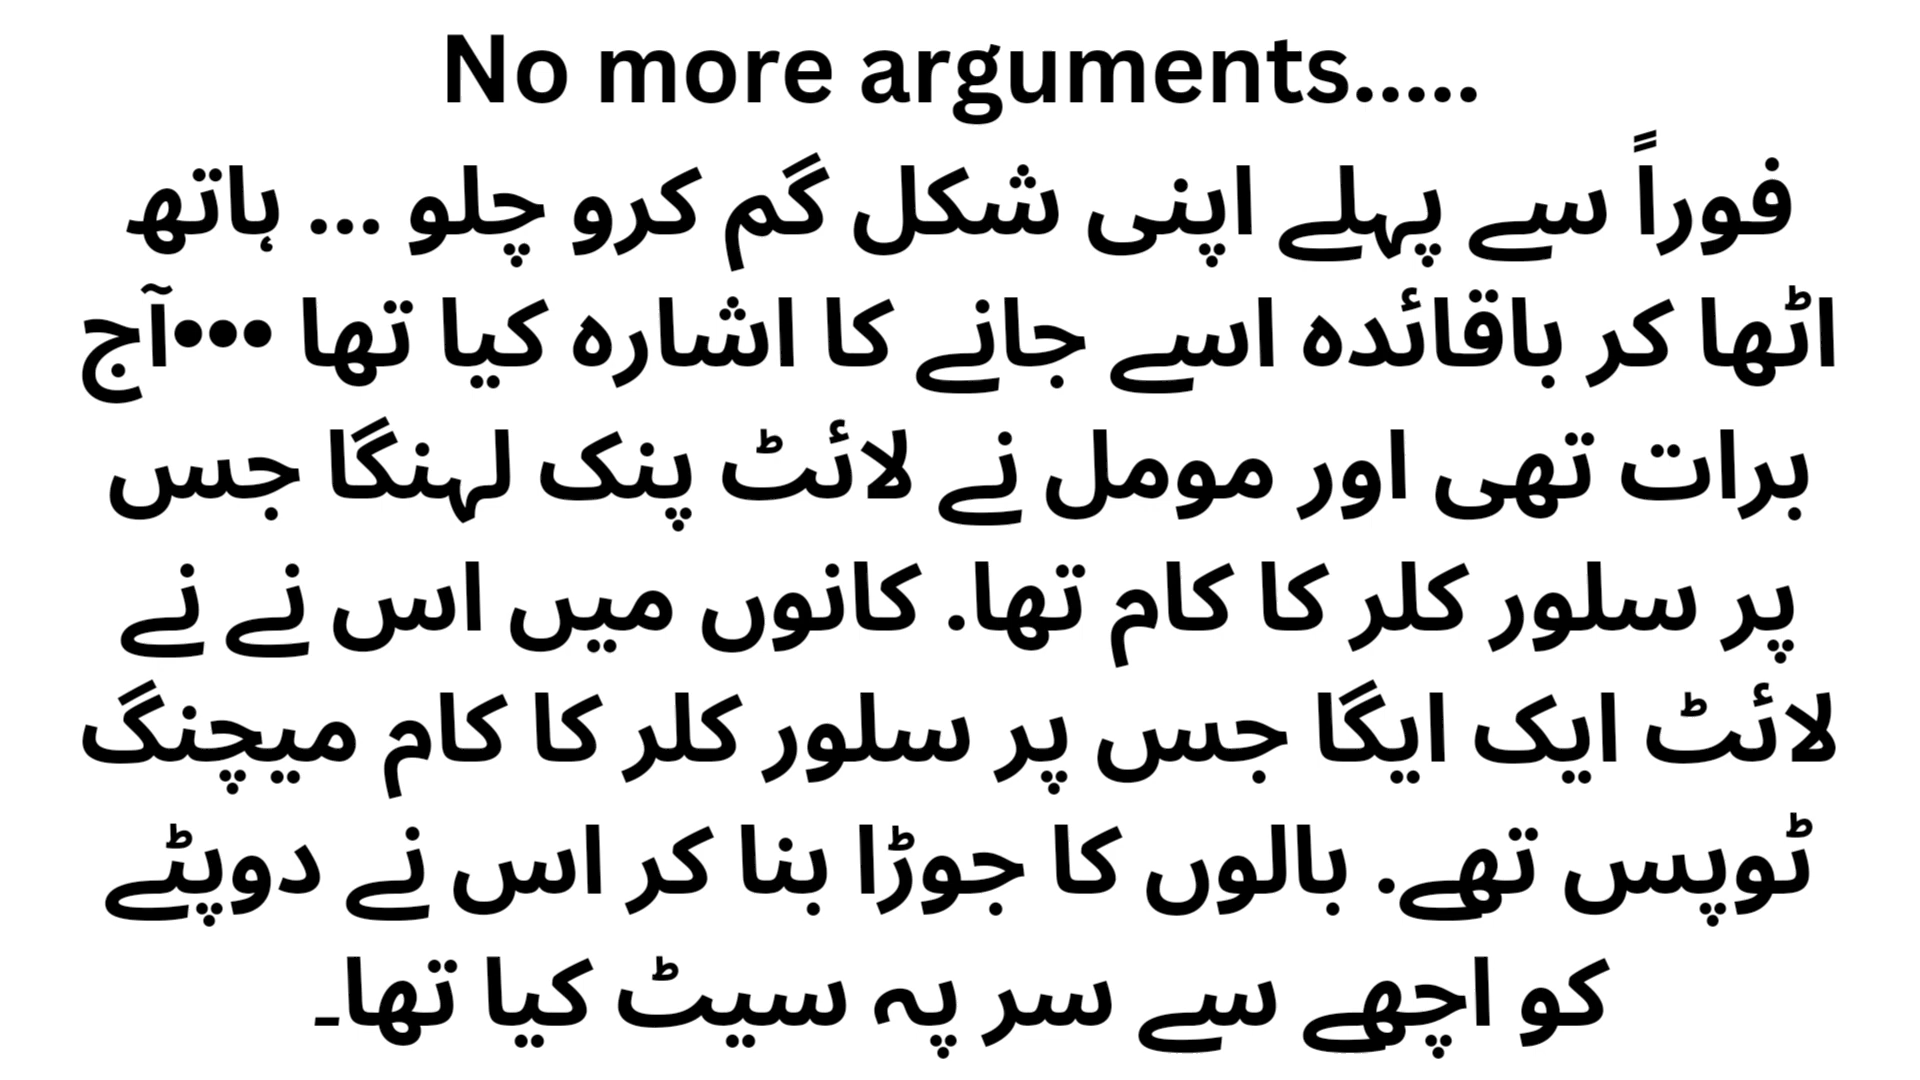 No more arguments.....
فوراً سے پہلے اپنی شکل گم کرو چلو ... ہاتھ
اٹھا کر باقائدہ اسے جانے کا اشارہ کیا تھا •••آج
برات تھی اور مومل نے لائٹ پنک لہنگا جس
پر سلور کلر کا کام تھا. کانوں میں اس نے نے
لائٹ ایک ایگا جس پر سلور کلر کا کام میچنگ
ٹوپس تھے. بالوں کا جوڑا بنا کر اس نے دوپٹے
کو اچھے سے سر پہ سیٹ کیا تھا۔